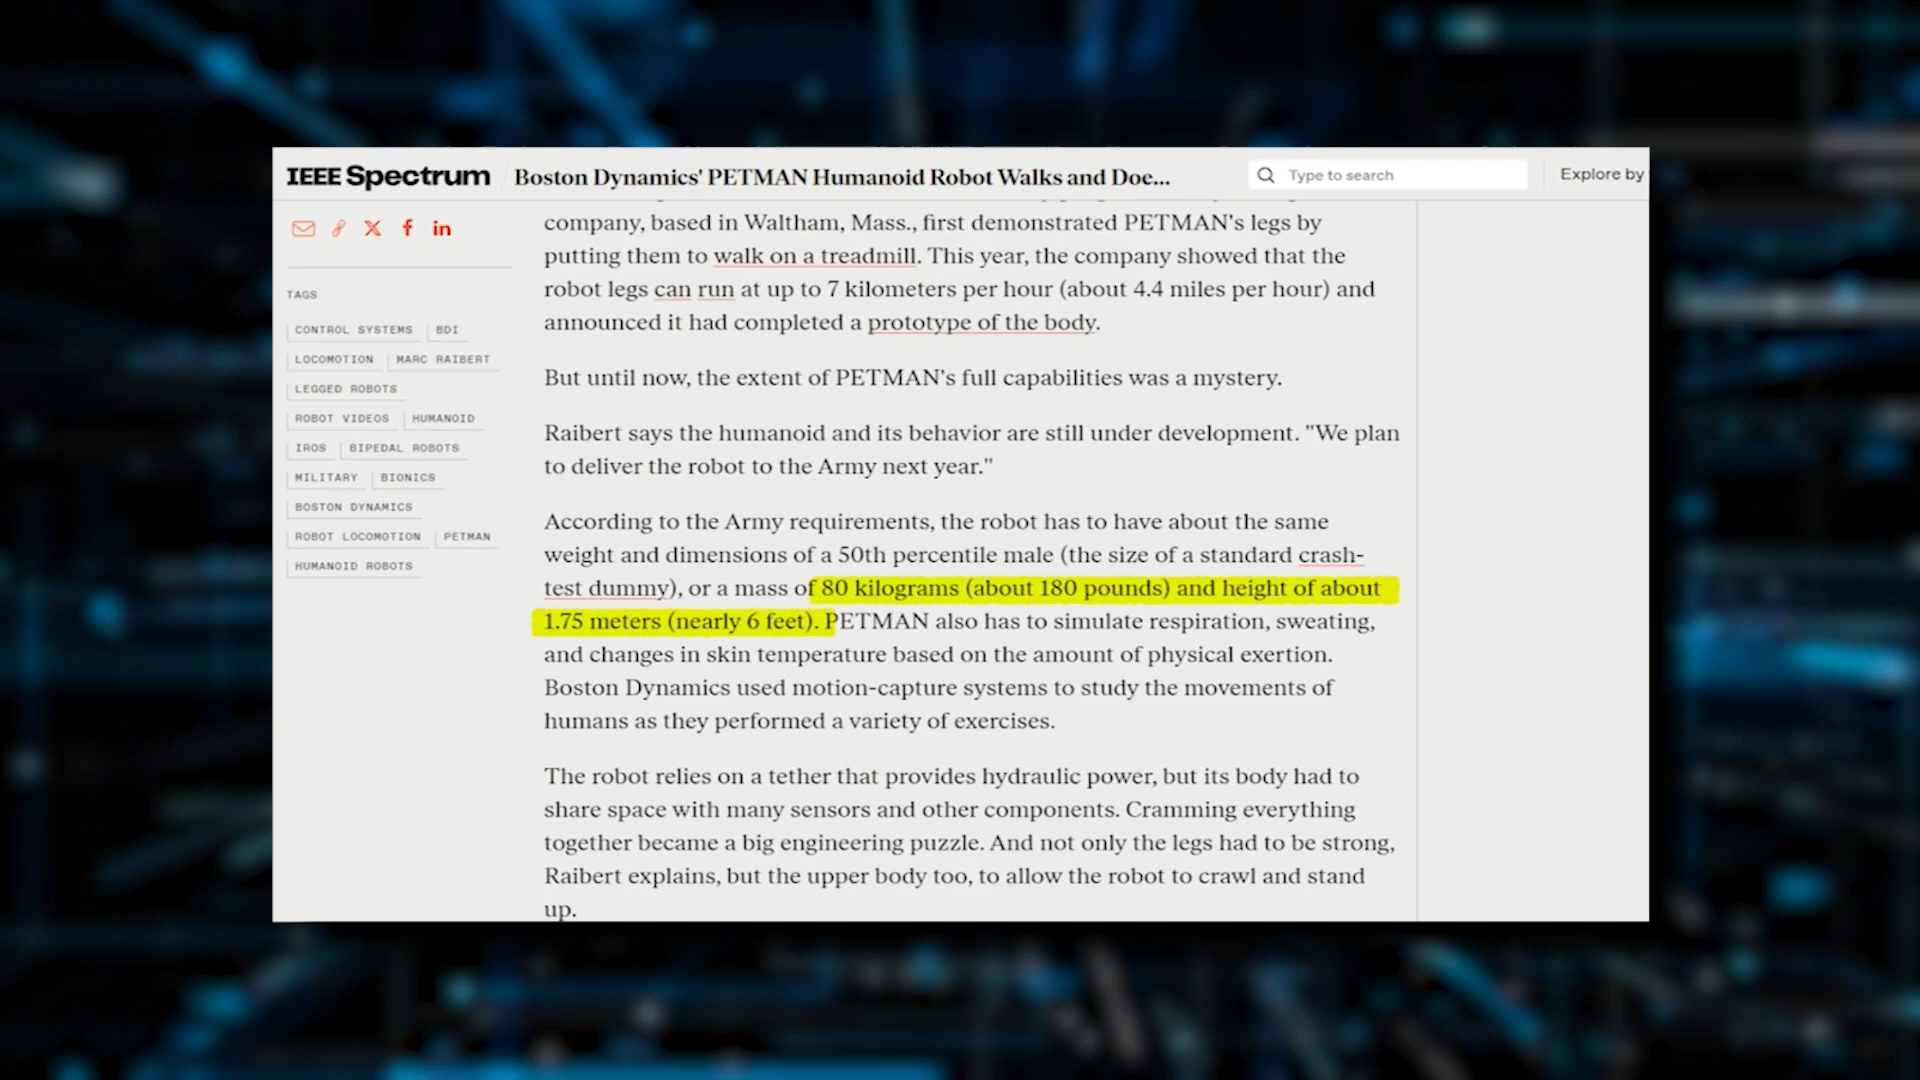 IEEE Spectrum
Boston Dynamics' PETMAN Humanoid Robot Walks and Doe...
Type to search
Explore by
in
TAGS
CONTROL SYSTEMS BDI
LOCOMOTION MARC RAIBERT
LEGGED ROBOTS
ROBOT VIDEOS HUMANOID
IROS BIPEDAL ROBOTS
MILITARY BIONICS
BOSTON DYNAMICS
ROBOT LOCOMOTION PETMAN
HUMANOID ROBOTS
company, based in Waltham, Mass., first demonstrated PETMAN's legs by
putting them to walk on a treadmill. This year, the company showed that the
robot legs can run at up to 7 kilometers per hour (about 4.4 miles per hour) and
announced it had completed a prototype of the body.
But until now, the extent of PETMAN's full capabilities was a mystery.
Raibert says the humanoid and its behavior are still under development. "We plan
to deliver the robot to the Army next year."
According to the Army requirements, the robot has to have about the same
weight and dimensions of a 50th percentile male (the size of a standard crash-
test dummy), or a mass of 80 kilograms (about 180 pounds) and height of about
1.75 meters (nearly 6 feet). PETMAN also has to simulate respiration, sweating,
and changes in skin temperature based on the amount of physical exertion.
Boston Dynamics used motion-capture systems to study the movements of
humans as they performed a variety of exercises.
The robot relies on a tether that provides hydraulic power, but its body had to
share space with many sensors and other components. Cramming everything
together became a big engineering puzzle. And not only the legs had to be strong,
Raibert explains, but the upper body too, to allow the robot to crawl and stand
up.